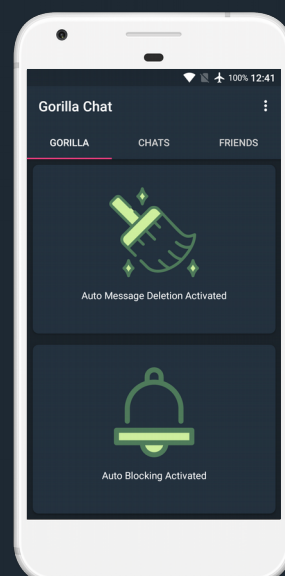 100% 12:41
Gorilla Chat
GORILLA CHATS FRIENDS
Auto Message Deletion Activated
Auto Blocking Activated